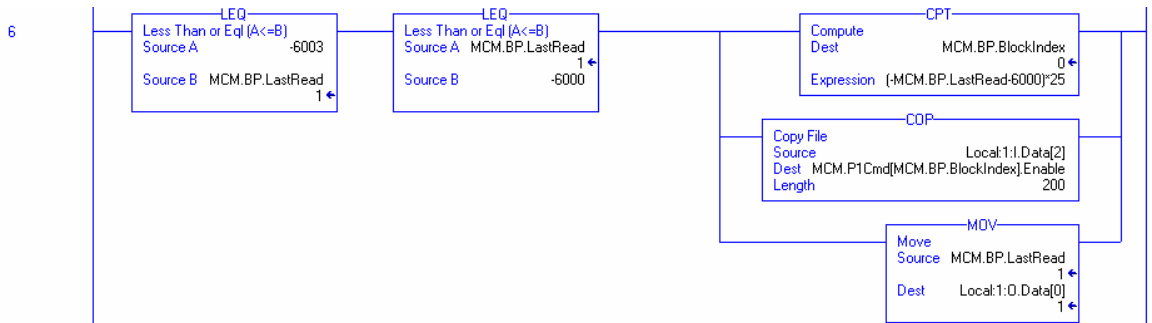 6
LEQ
Less Than or Eql (A<=B)
Source A -6003
Source B MCM.BP.LastRead
1
LEQ
Less Than or Eql (A<=B)
Source A MCM.BP.LastRead
1
Source B -6000
CPT
Compute
Dest MCM.BP.BlockIndex
0
Expression (-MCM.BP.LastRead-6000)*25
COP
Copy File
Source Local:1:I.Data[2]
Dest MCM.P1Cmd[MCM.BP.BlockIndex].Enable
Length 200
MOV
Move
Source MCM.BP.LastRead
1
Dest Local:1:O.Data[0]
1